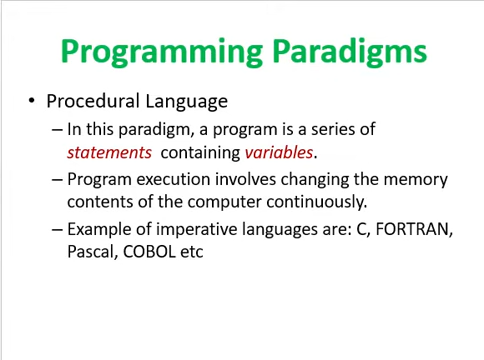 Programming Paradigms
• Procedural Language
– In this paradigm, a program is a series of
statements containing variables.
– Program execution involves changing the memory
contents of the computer continuously.
– Example of imperative languages are: C, FORTRAN,
Pascal, COBOL etc